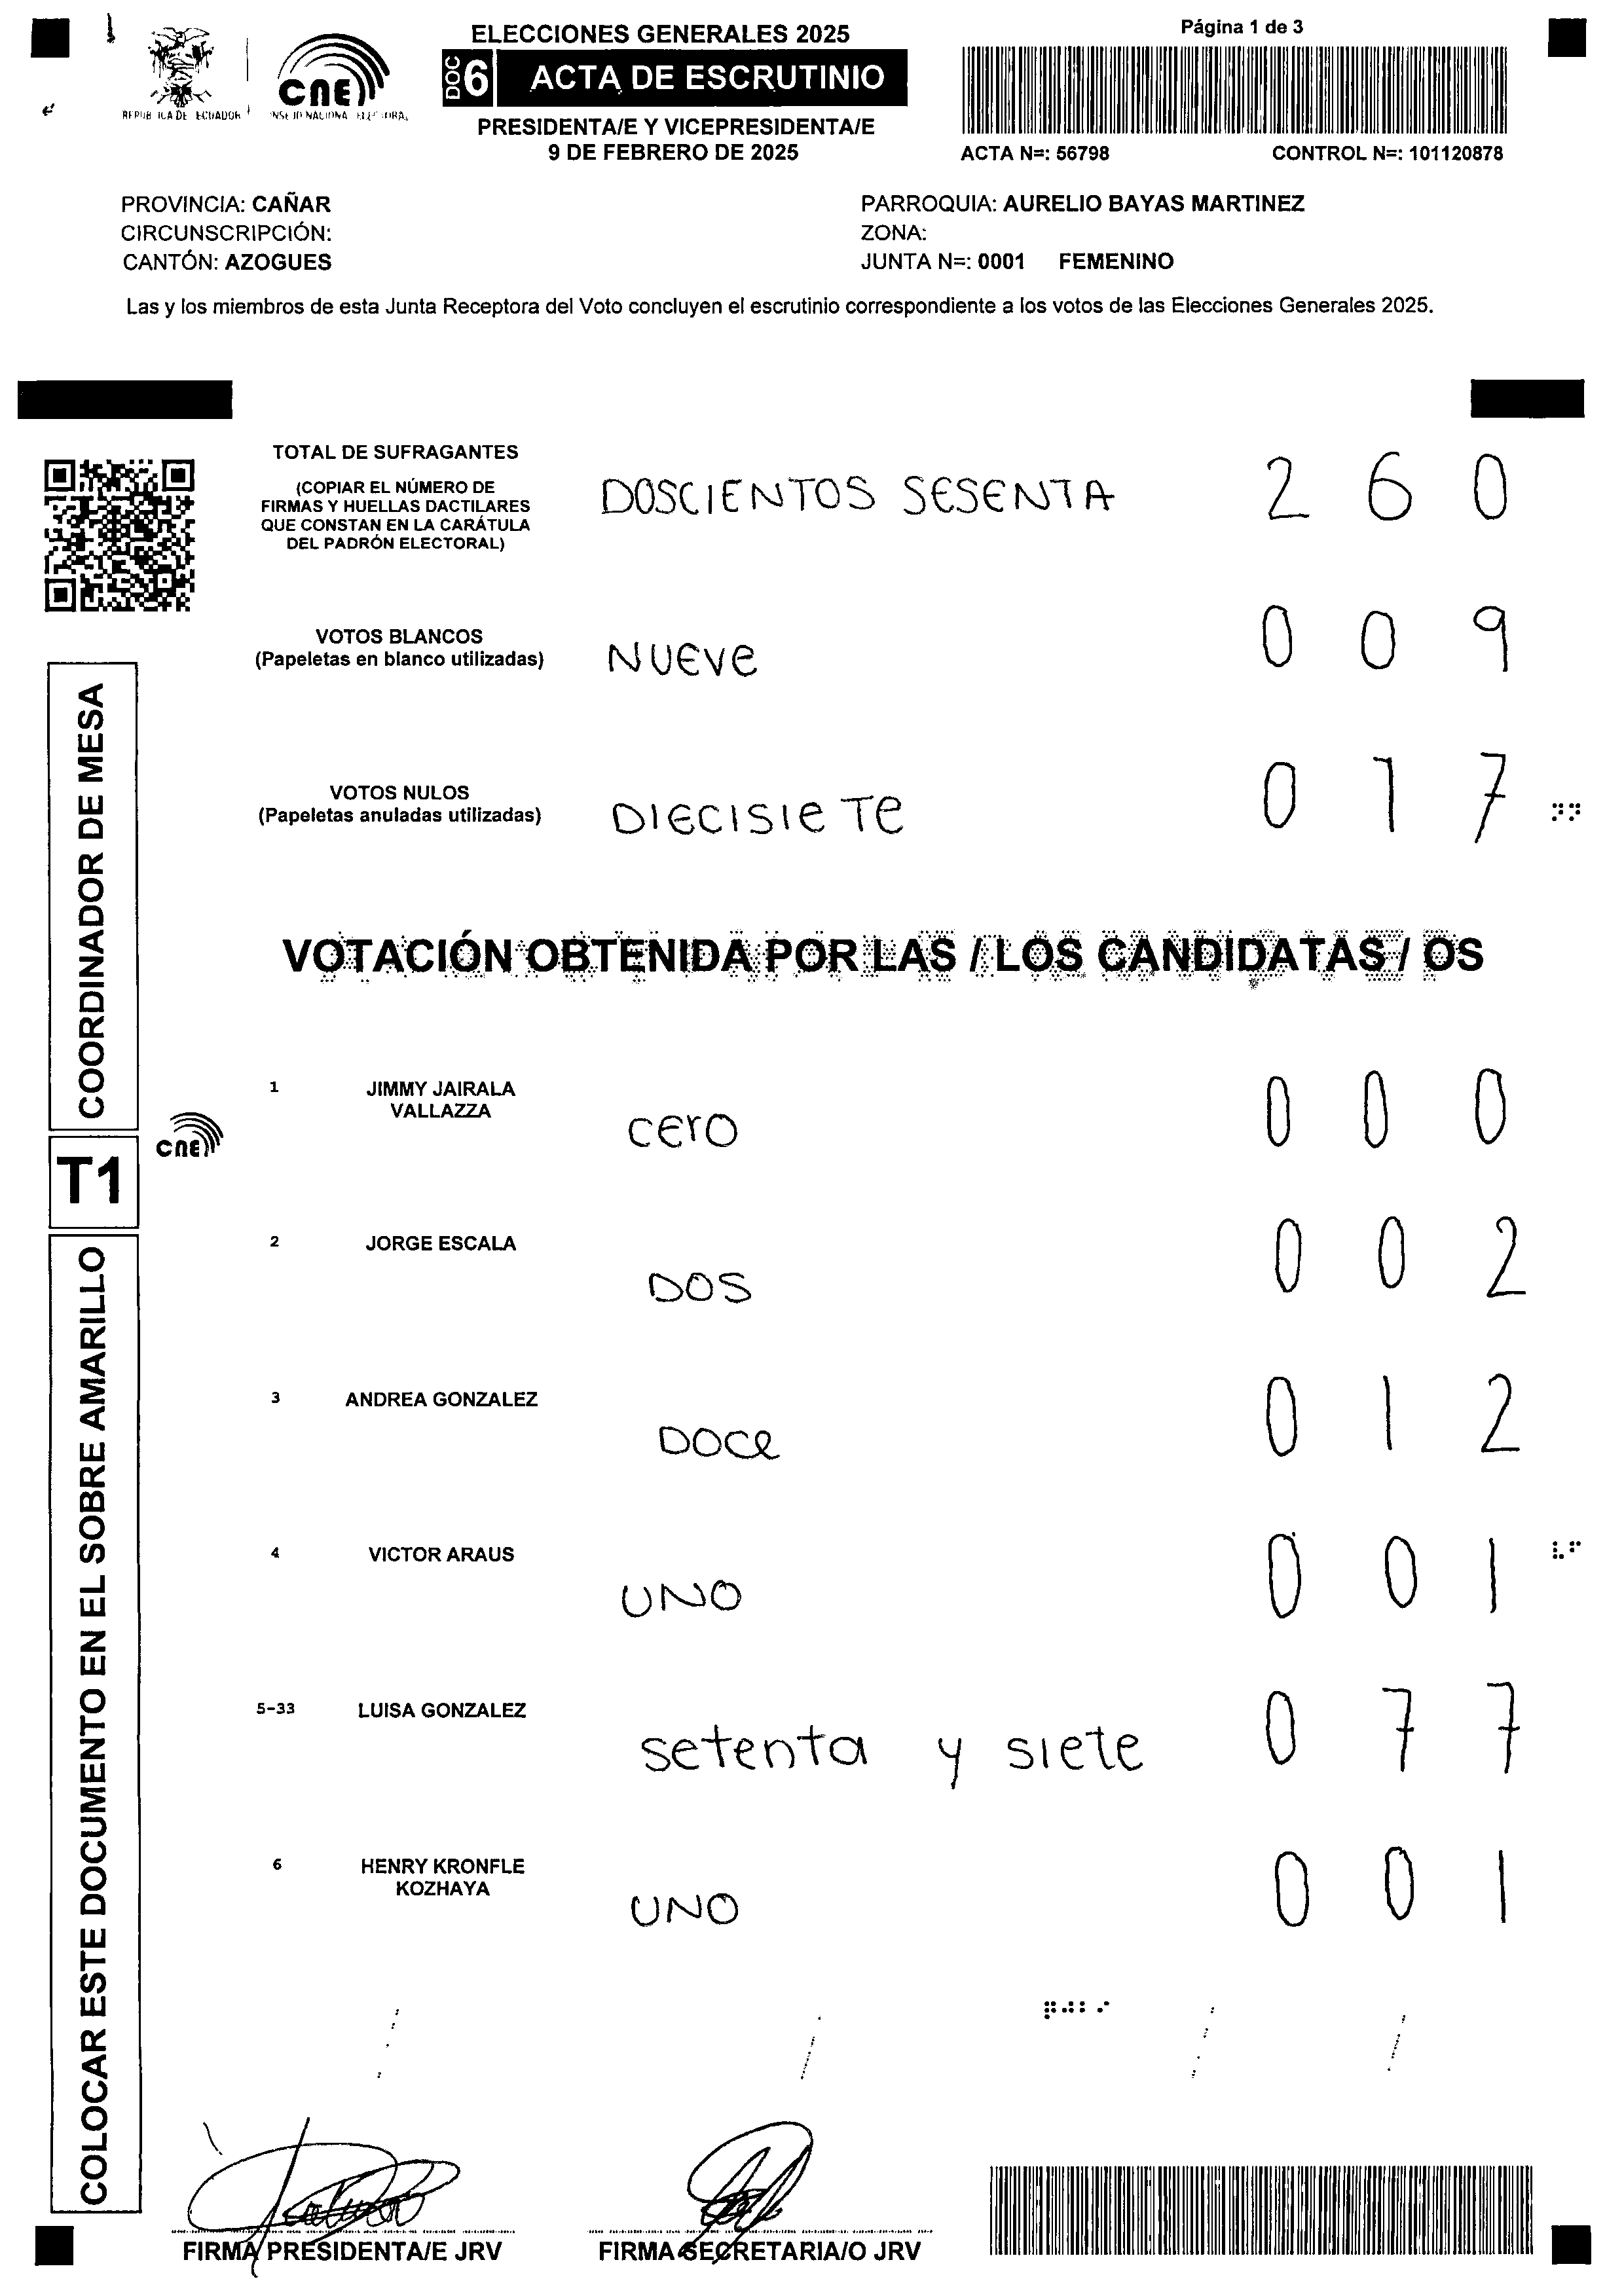 ELECCIONES GENERALES 2025
DOC 6 ACTA DE ESCRUTINIO
PRESIDENTA/E Y VICEPRESIDENTA/E
9 DE FEBRERO DE 2025
REPUBLICA DEL ECUADOR
CNE
Página 1 de 3
ACTA N=: 56798 CONTROL N=: 101120878
PROVINCIA: CAÑAR
CIRCUNSCRIPCIÓN:
CANTÓN: AZOGUES
PARROQUIA: AURELIO BAYAS MARTINEZ
ZONA:
JUNTA N=: 0001 FEMENINO
Las y los miembros de esta Junta Receptora del Voto concluyen el escrutinio correspondiente a los votos de las Elecciones Generales 2025.
TOTAL DE SUFRAGANTES
(COPIAR EL NÚMERO DE
FIRMAS Y HUELLAS DACTILARES
QUE CONSTAN EN LA CARÁTULA
DEL PADRÓN ELECTORAL)
DOSCIENTOS SESENTA 2 6 0
VOTOS BLANCOS
(Papeletas en blanco utilizadas)
NUEVE 0 0 9
VOTOS NULOS
(Papeletas anuladas utilizadas)
DIECISIETE 0 1 7
VOTACIÓN OBTENIDA POR LAS / LOS CANDIDATAS / OS
1 JIMMY JAIRALA
VALLAZZA
cero 0 0 0
2 JORGE ESCALA
DOS 0 0 2
3 ANDREA GONZALEZ
DOCE 0 1 2
4 VICTOR ARAUS
UNO 0 0 1
5-33 LUISA GONZALEZ
setenta y siete 0 7 7
6 HENRY KRONFLE
KOZHAYA
UNO 0 0 1
COORDINADOR DE MESA
T1
CNE
COLOCAR ESTE DOCUMENTO EN EL SOBRE AMARILLO
FIRMA PRESIDENTA/E JRV
FIRMA SECRETARIA/O JRV